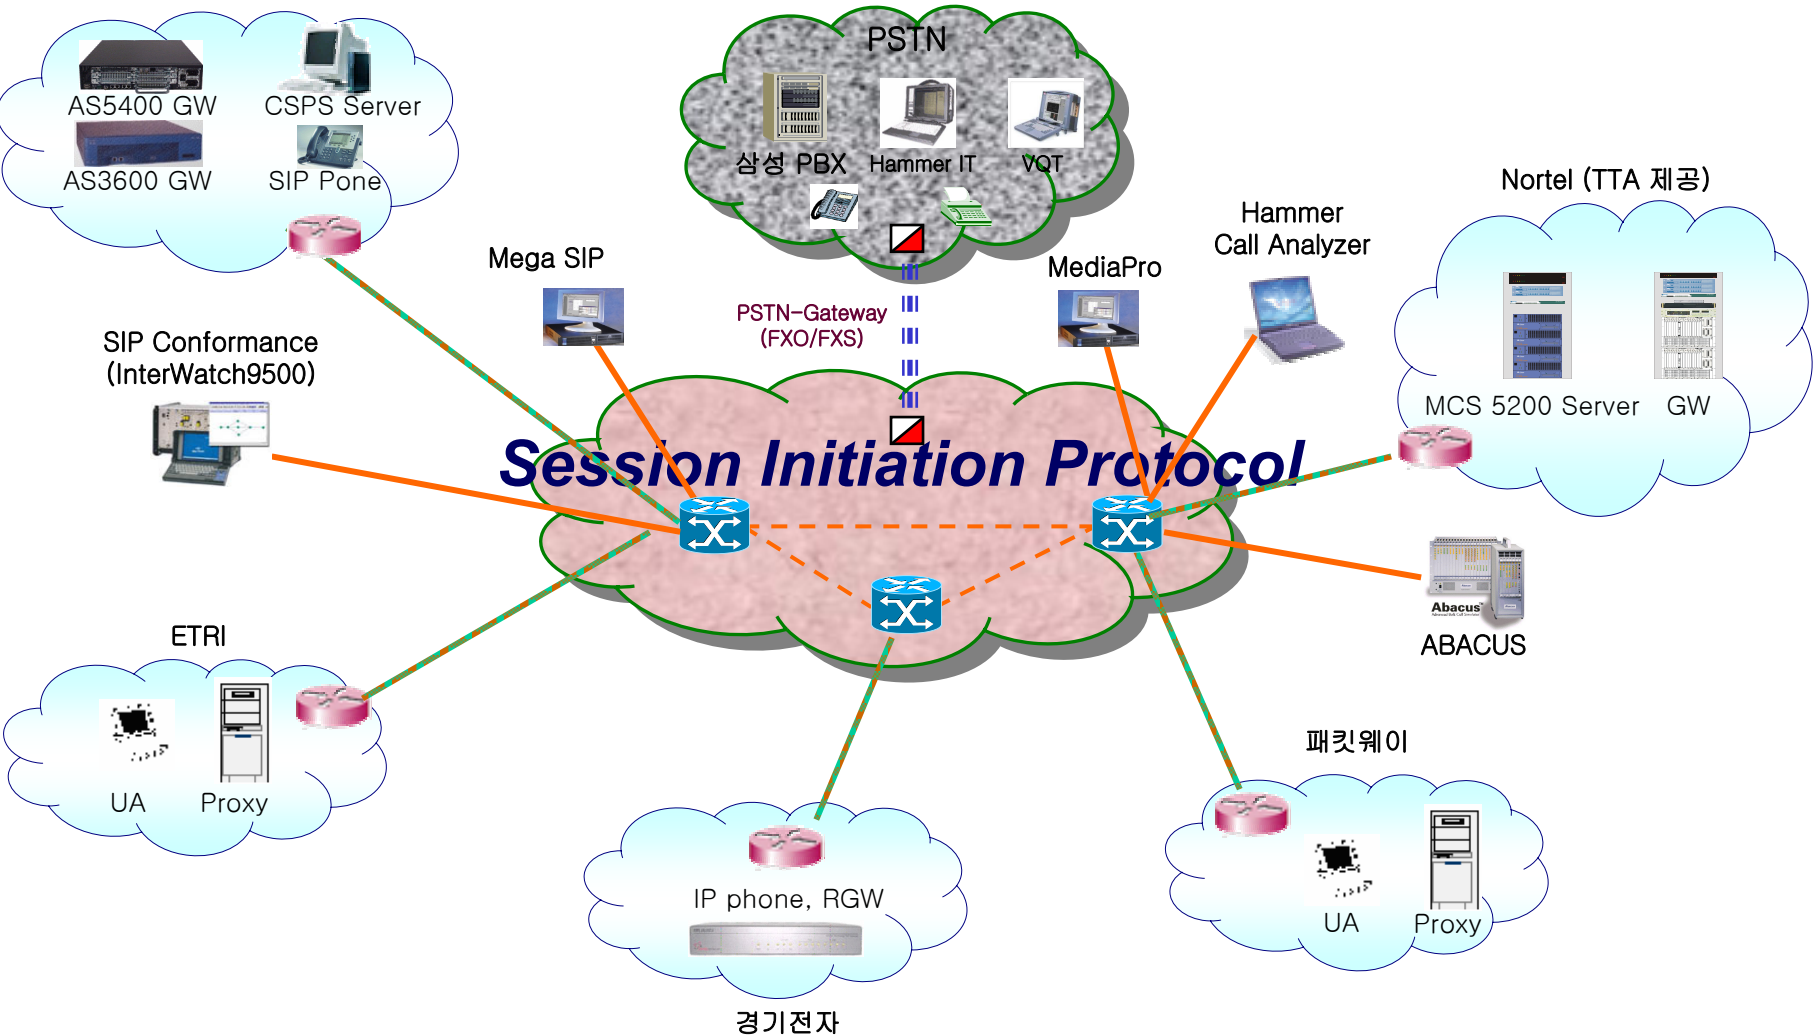 PSTN
AS5400 GW
CSPS Server
AS3600 GW
SIP Pone
삼성 PBX
Hammer IT
VQT
Nortel (TTA 제공)
Hammer
Call Analyzer
Mega SIP
MediaPro
PSTN-Gateway
(FXO/FXS)
SIP Conformance
(InterWatch9500)
MCS 5200 Server
GW
Session Initiation Protocol
Abacus
ABACUS
ETRI
UA
Proxy
패킷웨이
IP phone, RGW
UA
Proxy
경기전자